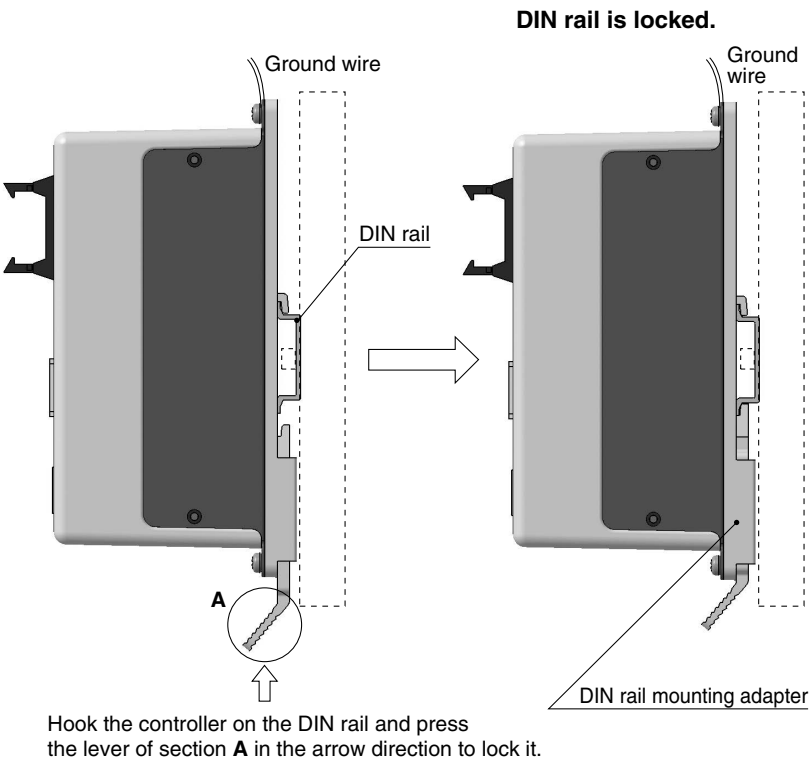 DIN rail is locked.
Ground wire
Ground
wire
DIN rail
A
DIN rail mounting adapter
Hook the controller on the DIN rail and press
the lever of section A in the arrow direction to lock it.